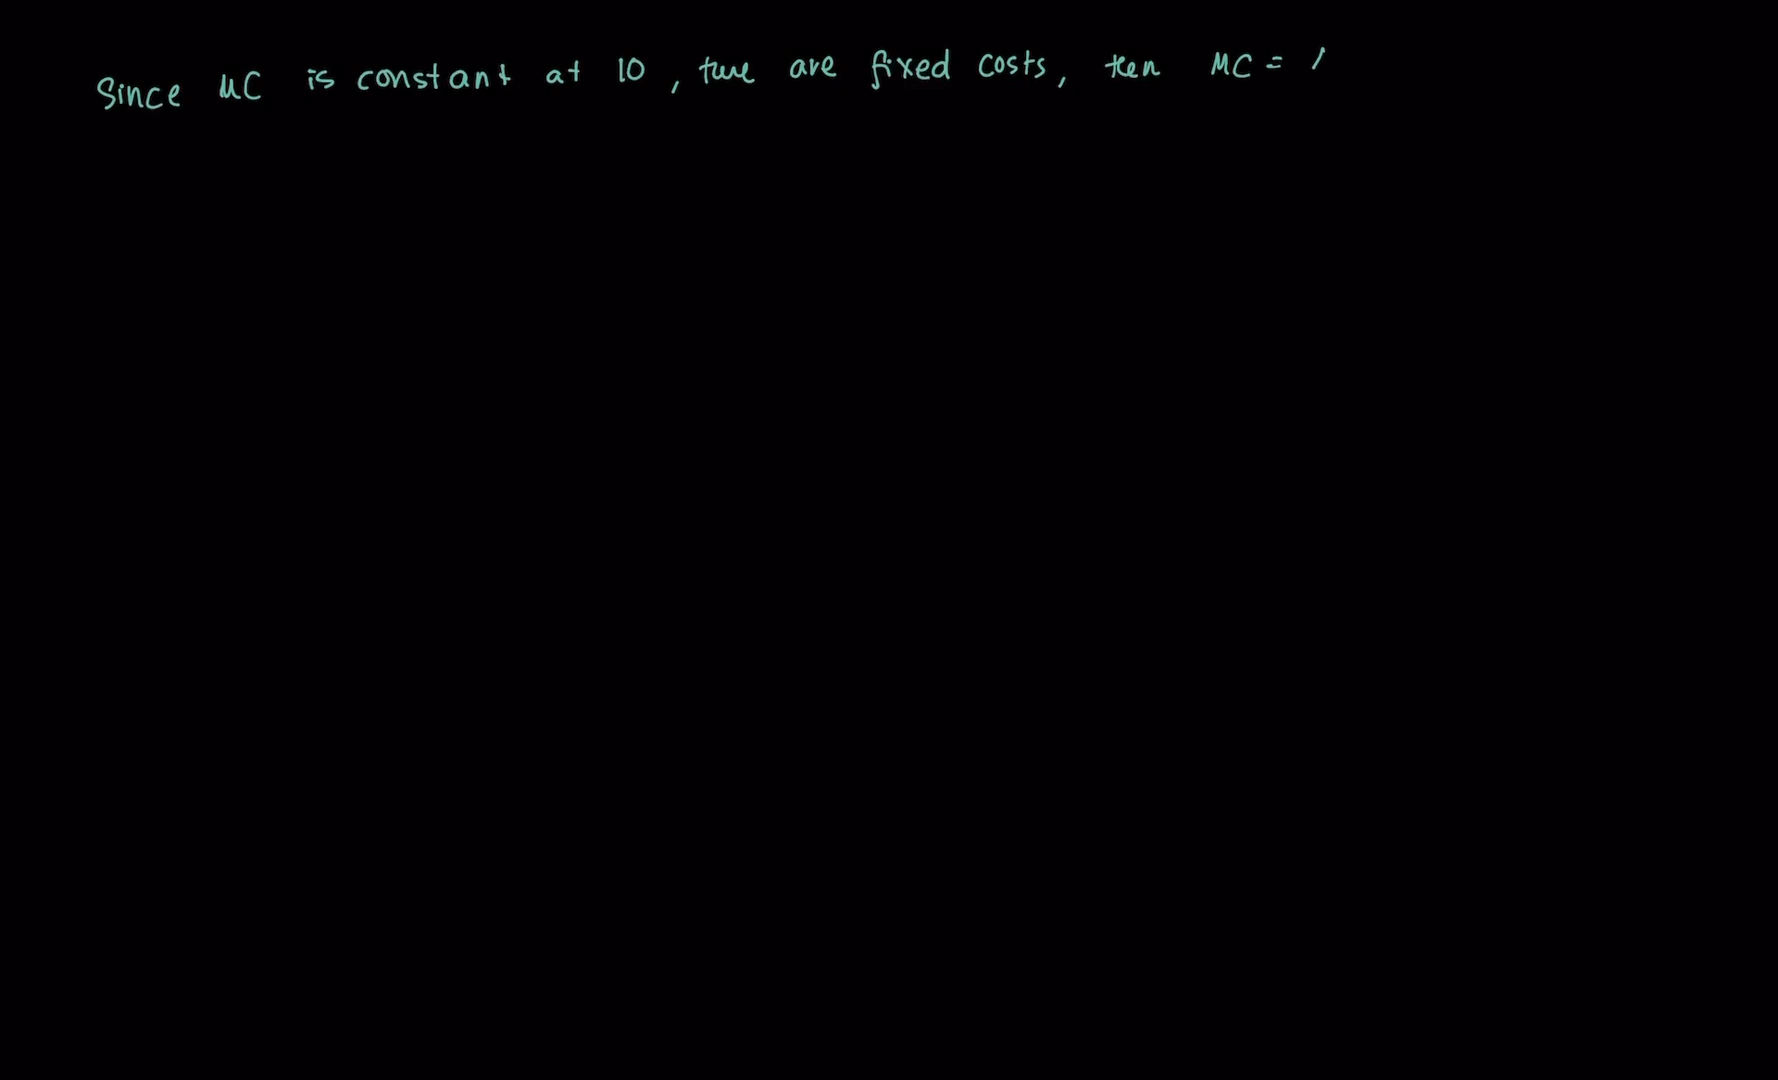 Since MC is constant at 10, there are fixed costs, then MC =